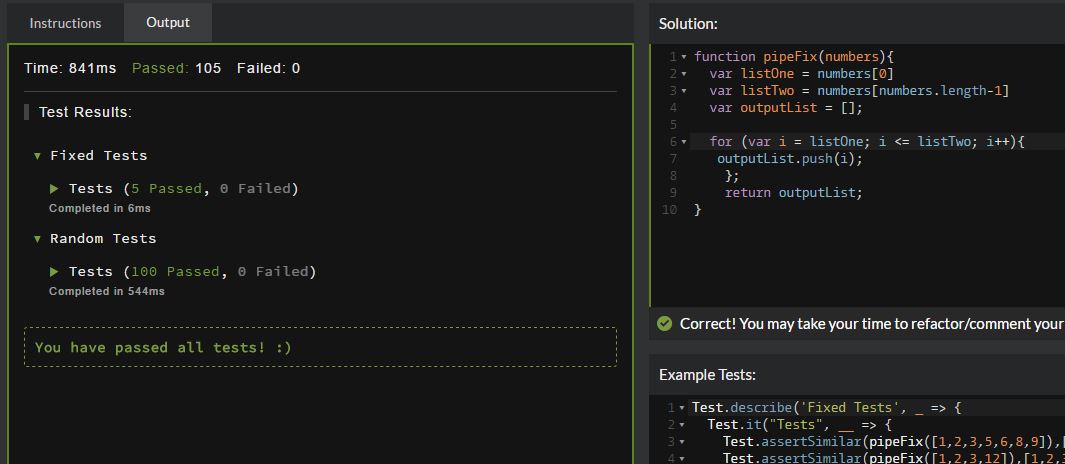 Instructions
Output
Time: 841ms Passed: 105 Failed: 0
Test Results:
▼ Fixed Tests
▶ Tests (5 Passed, 0 Failed)
Completed in 6ms
▼ Random Tests
▶ Tests (100 Passed, 0 Failed)
Completed in 544ms
You have passed all tests! :)
Solution:
1 function pipeFix(numbers){
2 var listOne = numbers[0]
3 var listTwo = numbers[numbers.length-1]
4 var outputList = [];
5
6 for (var i = listOne; i <= listTwo; i++){
7 outputList.push(i);
8 };
9 return outputList;
10 }
Correct! You may take your time to refactor/comment your
Example Tests:
1 Test.describe('Fixed Tests', _ => {
2 Test.it("Tests", __ => {
3 Test.assertSimilar(pipeFix([1,2,3,5,6,8,9]),[
4 Test.assertSimilar(pipeFix([1,2,3,12]),[1,2,3